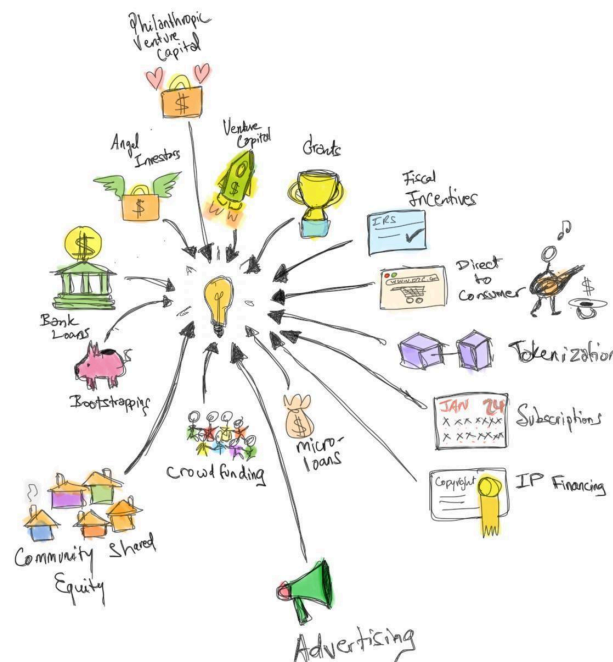 Philanthropic
Venture
Capital
$
Angel
Investors
$
Venture
Capital
$
Grants
Fiscal
Incentives
IRS
$
Bank
Loans
Direct
to
Consumer
$
Tokenization
Bootstrapping
JAN 24
x x x x x x x
x x x x x x
Subscriptions
Crowdfunding
$
micro-
loans
Copyright
IP Financing
Community Shared
Equity
Advertising